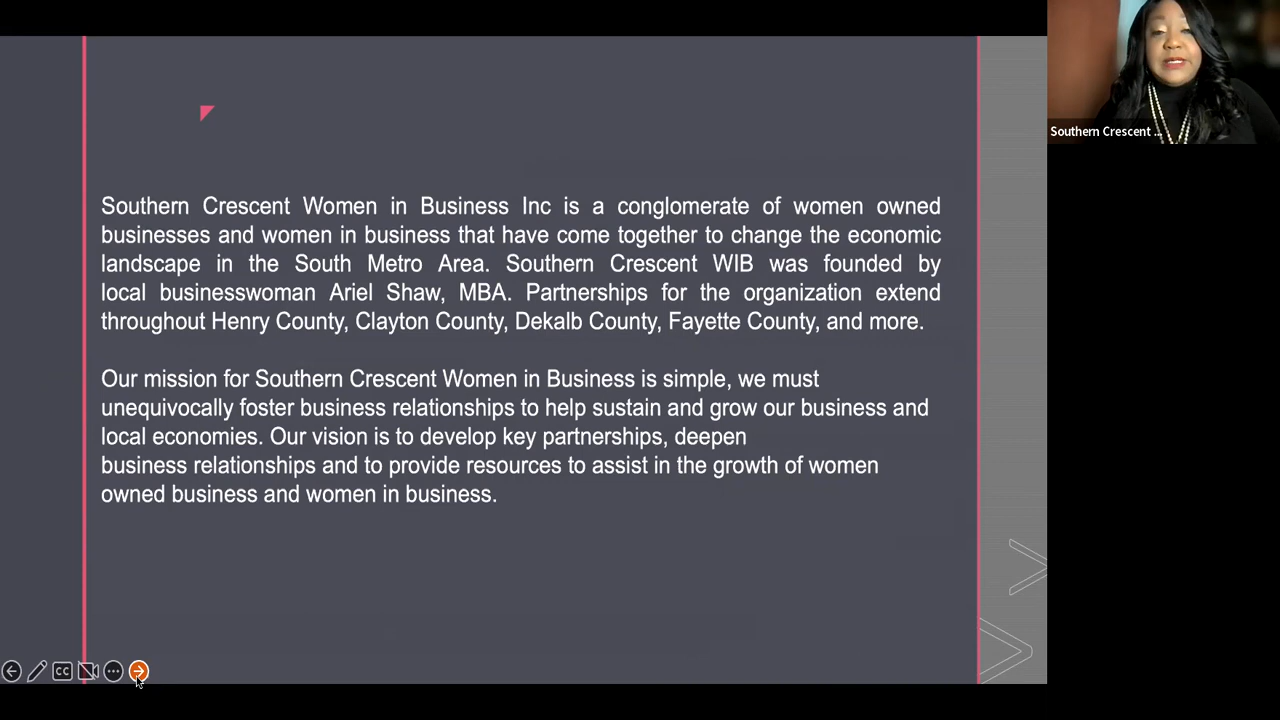 Southern Crescent Women in Business Inc is a conglomerate of women owned
businesses and women in business that have come together to change the economic
landscape in the South Metro Area. Southern Crescent WIB was founded by
local businesswoman Ariel Shaw, MBA. Partnerships for the organization extend
throughout Henry County, Clayton County, Dekalb County, Fayette County, and more.
Our mission for Southern Crescent Women in Business is simple, we must
unequivocally foster business relationships to help sustain and grow our business and
local economies. Our vision is to develop key partnerships, deepen
business relationships and to provide resources to assist in the growth of women
owned business and women in business.
Southern Crescent ...
CC